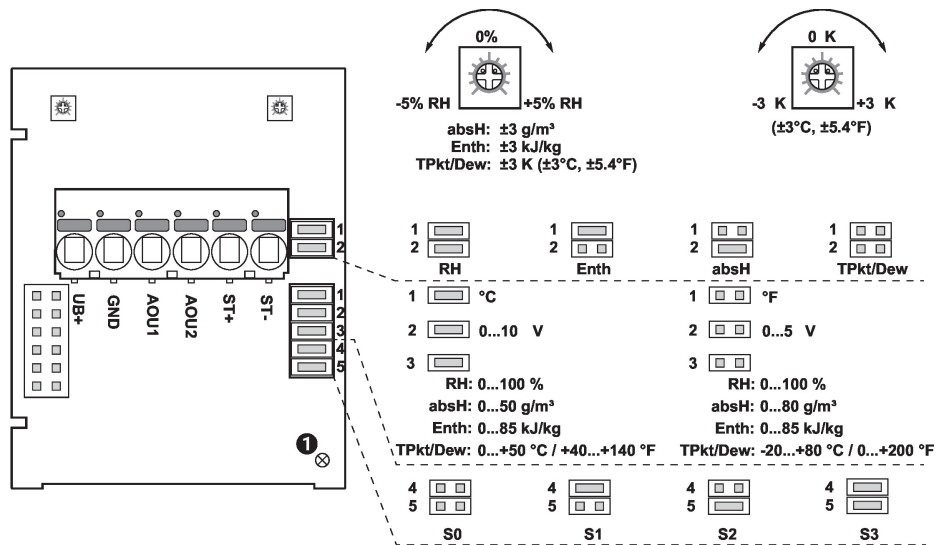 0%
-5% RH +5% RH
absH: ±3 g/m³
Enth: ±3 kJ/kg
TPkt/Dew: ±3 K (±3°C, ±5.4°F)
0 K
-3 K +3 K
(±3°C, ±5.4°F)
1
2
UB+
GND
AOU1
AOU2
ST+
ST-
1
2
3
4
5
1
1 1 1 1
2 2 2 2
RH Enth absH TPkt/Dew
1 °C 1 °F
2 0...10 V 2 0...5 V
3 3
RH: 0...100 % RH: 0...100 %
absH: 0...50 g/m³ absH: 0...80 g/m³
Enth: 0...85 kJ/kg Enth: 0...85 kJ/kg
TPkt/Dew: 0...+50 °C / +40...+140 °F TPkt/Dew: -20...+80 °C / 0...+200 °F
4 4 4 4
5 5 5 5
S0 S1 S2 S3